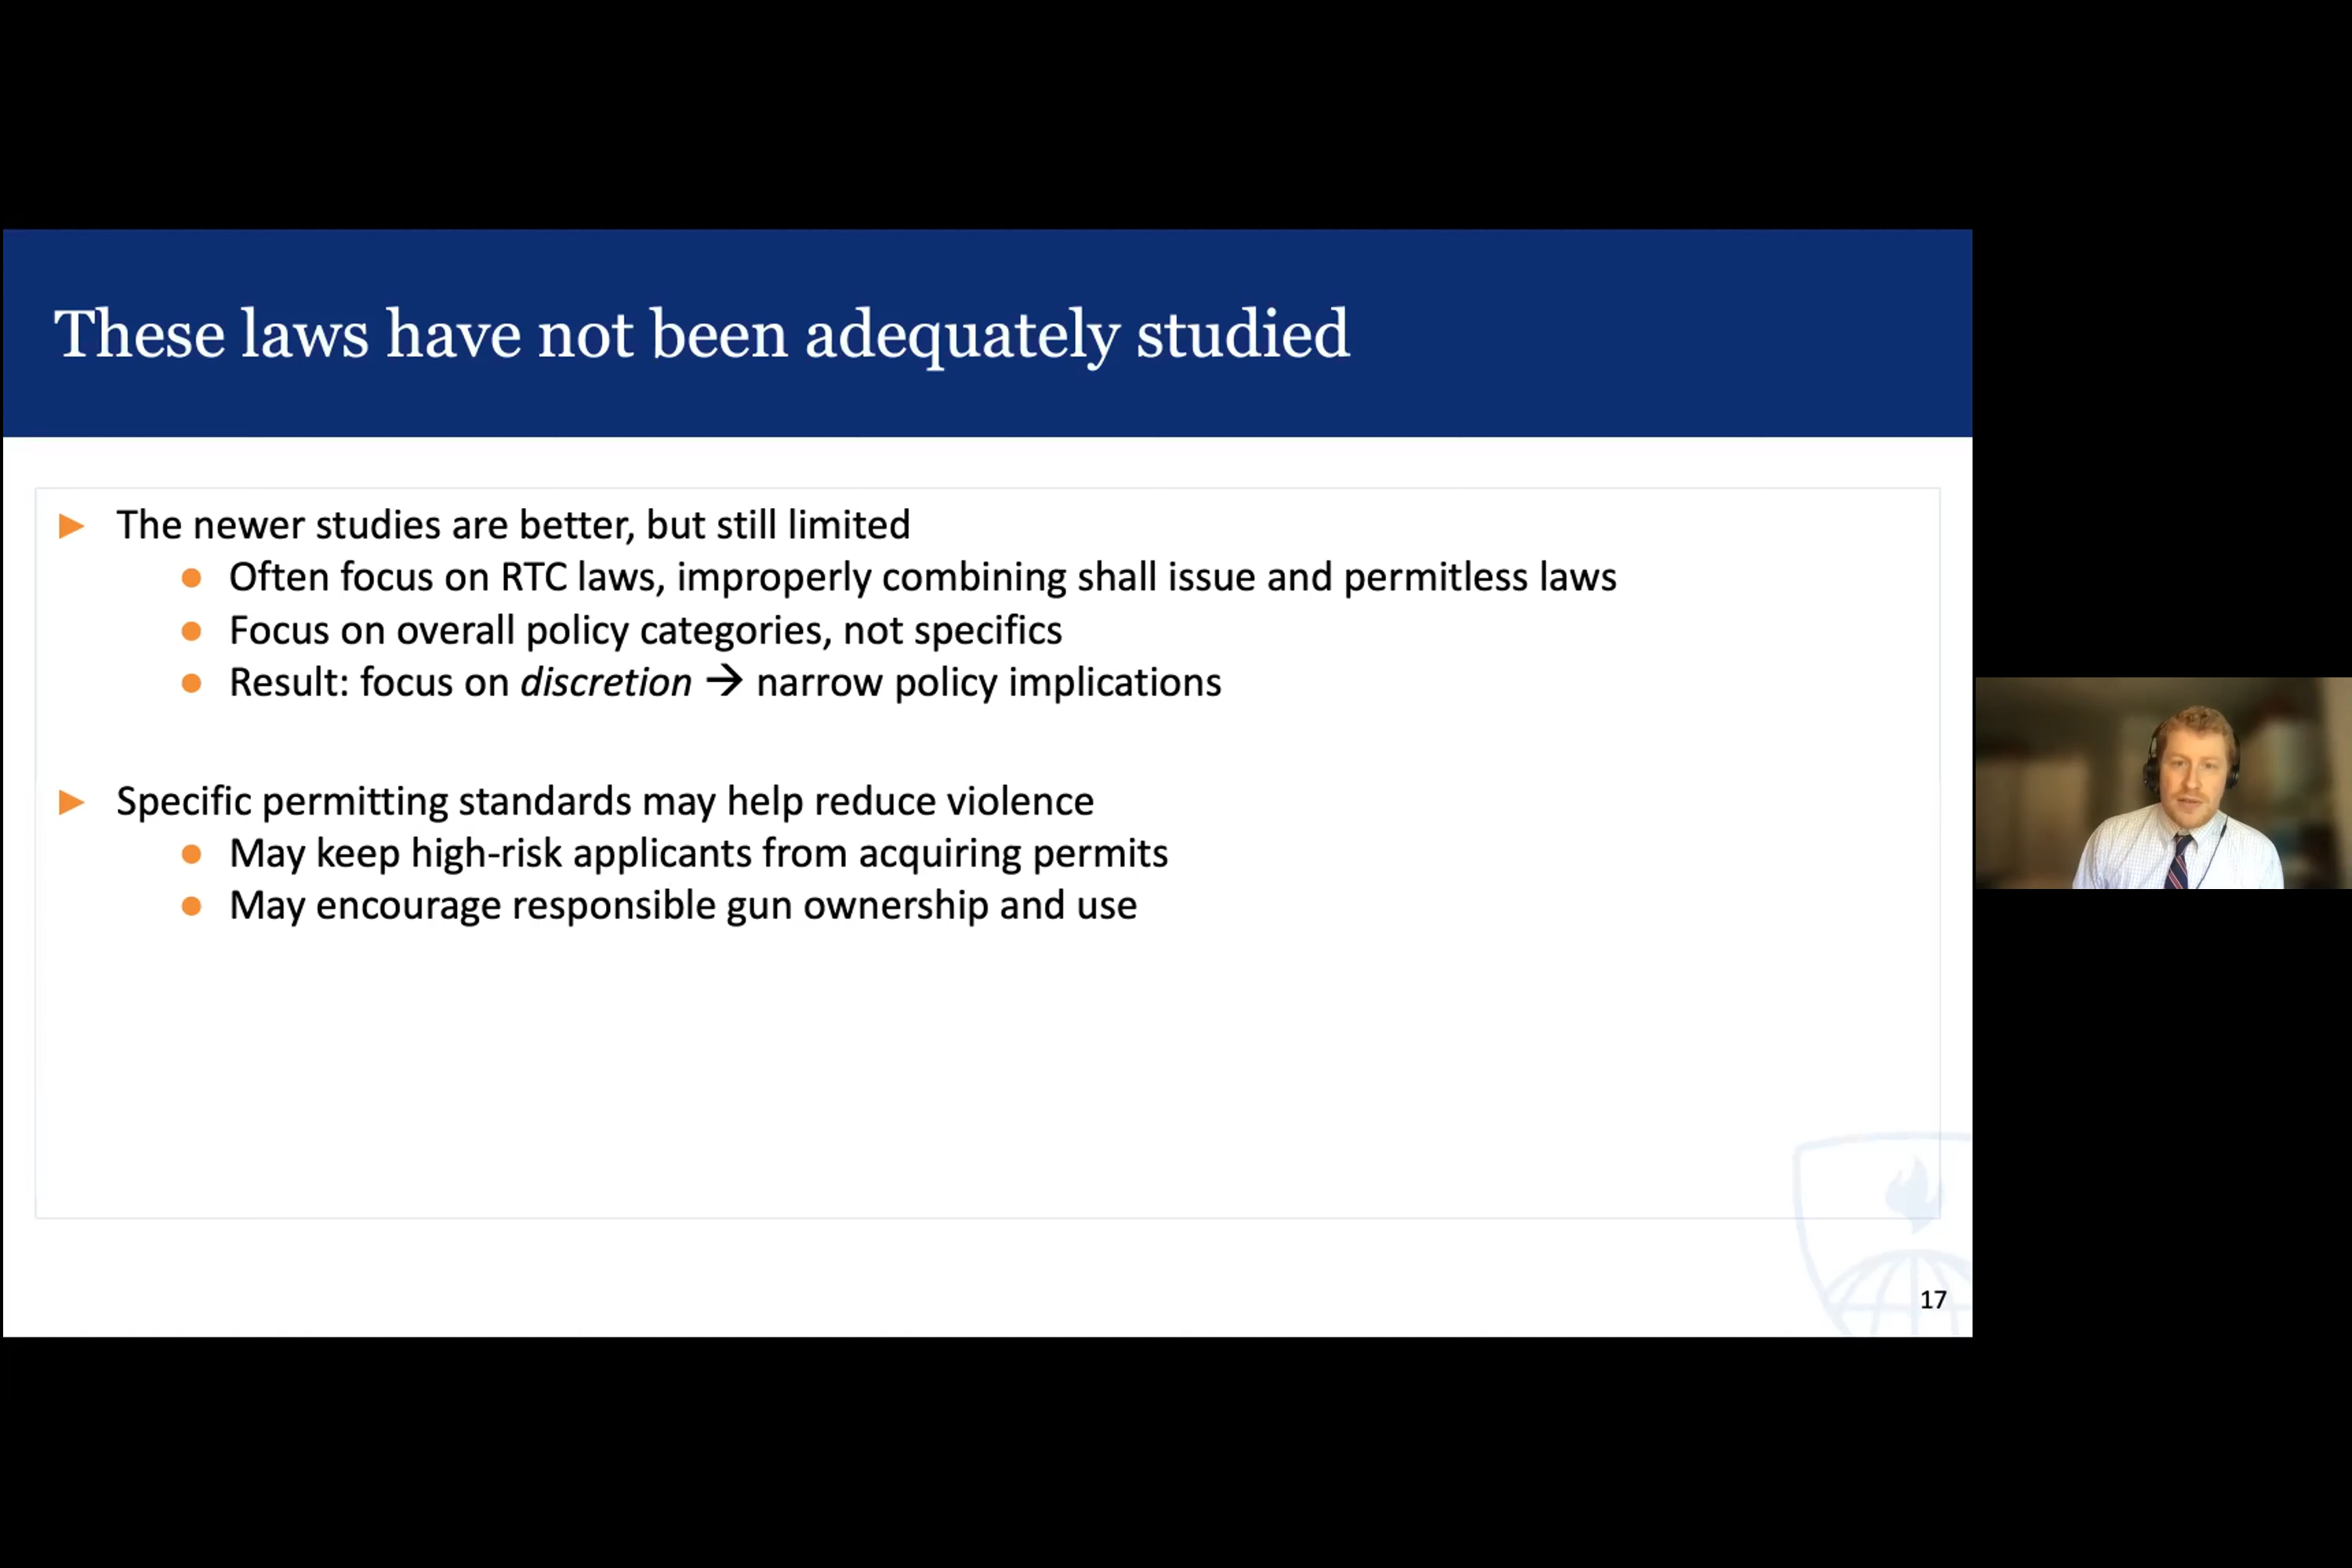 These laws have not been adequately studied
The newer studies are better, but still limited
Often focus on RTC laws, improperly combining shall issue and permitless laws
Focus on overall policy categories, not specifics
Result: focus on discretion → narrow policy implications
Specific permitting standards may help reduce violence
May keep high-risk applicants from acquiring permits
May encourage responsible gun ownership and use
17